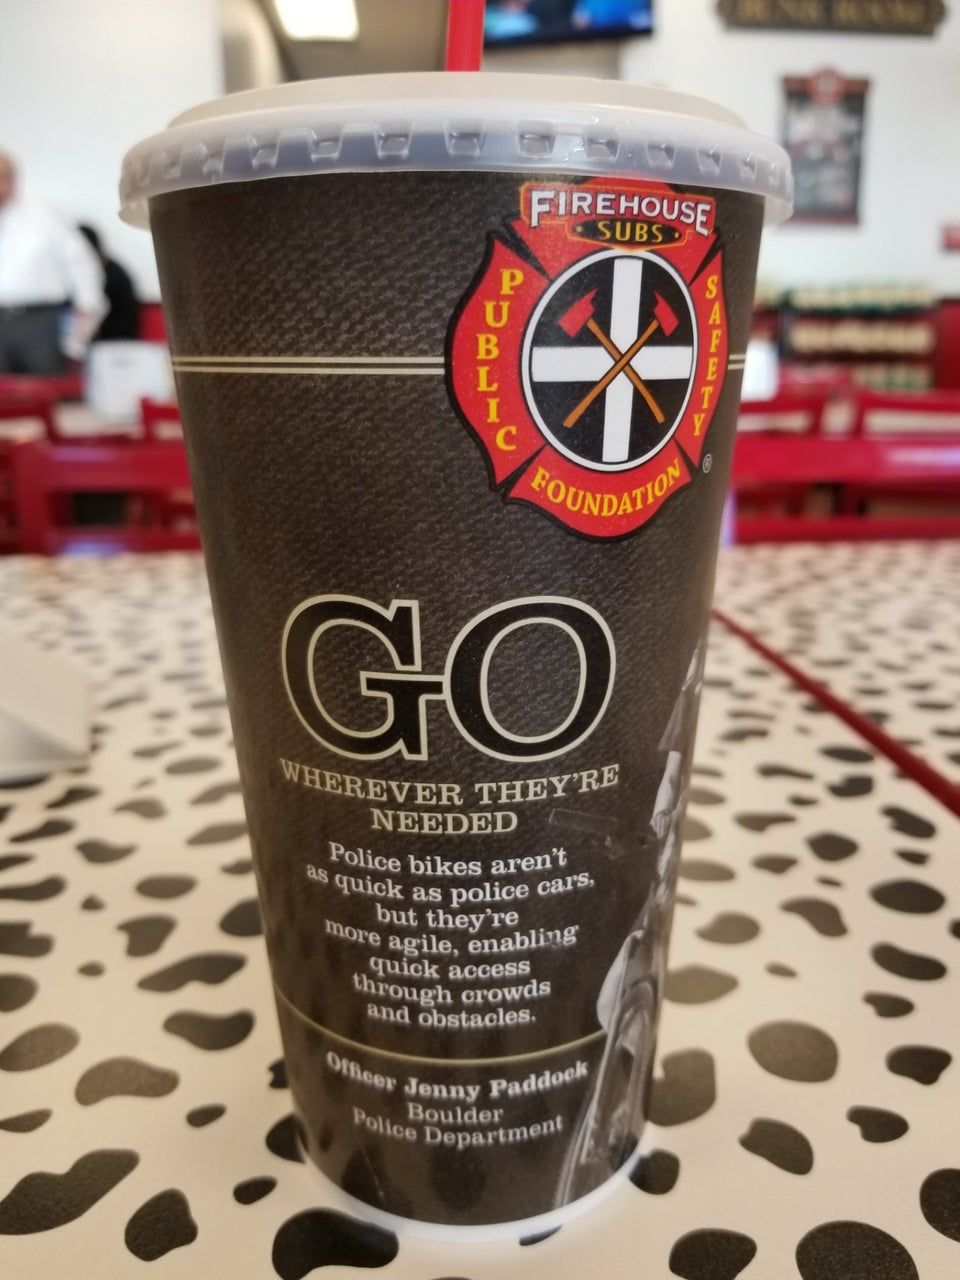 FIREHOUSE
SUBS
PUBLIC
SAFETY
FOUNDATION
®
GO
WHEREVER THEY'RE
NEEDED
Police bikes aren't
as quick as police cars,
but they're
more agile, enabling
quick access
through crowds
and obstacles.
Officer Jenny Paddock
Boulder
Police Department